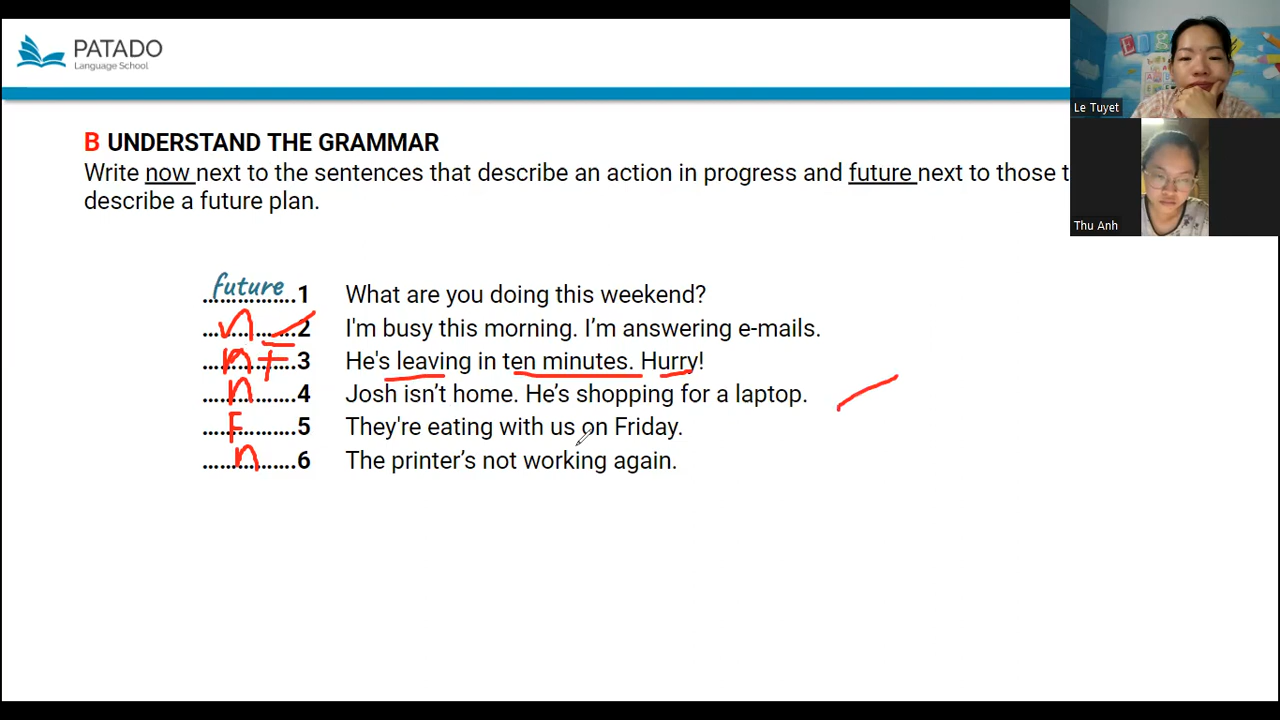 PATADO
Language School
Le Tuyet
Thu Anh
B UNDERSTAND THE GRAMMAR
Write now next to the sentences that describe an action in progress and future next to those t
describe a future plan.
future
..................1 What are you doing this weekend?
n
..................2 I'm busy this morning. I’m answering e-mails.
n F
..................3 He's leaving in ten minutes. Hurry!
n
..................4 Josh isn’t home. He’s shopping for a laptop.
F
..................5 They're eating with us on Friday.
n
..................6 The printer’s not working again.